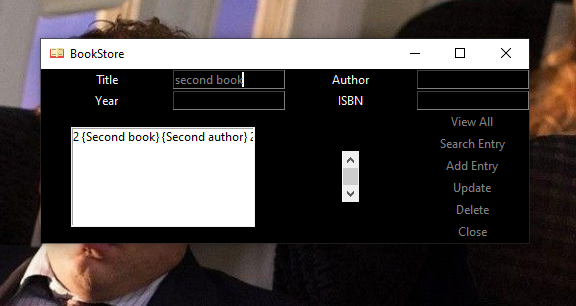 BookStore
Title second book Author
Year ISBN
View All
2 {Second book} {Second author} 2
Search Entry
Add Entry
Update
Delete
Close